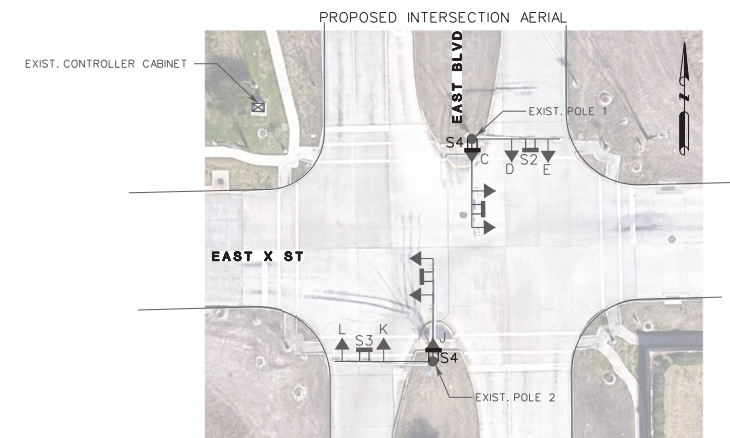 PROPOSED INTERSECTION AERIAL
EXIST. CONTROLLER CABINET
EAST BLVD
EXIST. POLE 1
S4
C
D
S2
E
EAST X ST
L
S3
K
J
S4
EXIST. POLE 2